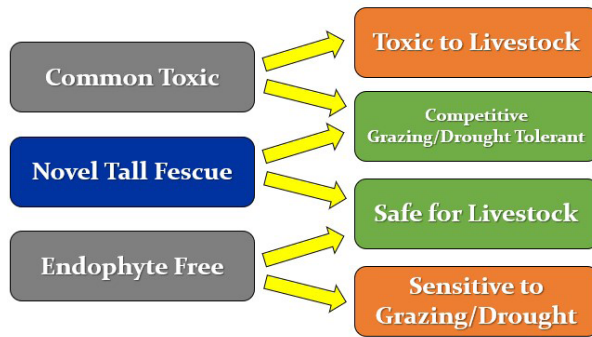 Common Toxic
Novel Tall Fescue
Endophyte Free
Toxic to Livestock
Competitive
Grazing/Drought Tolerant
Safe for Livestock
Sensitive to
Grazing/Drought